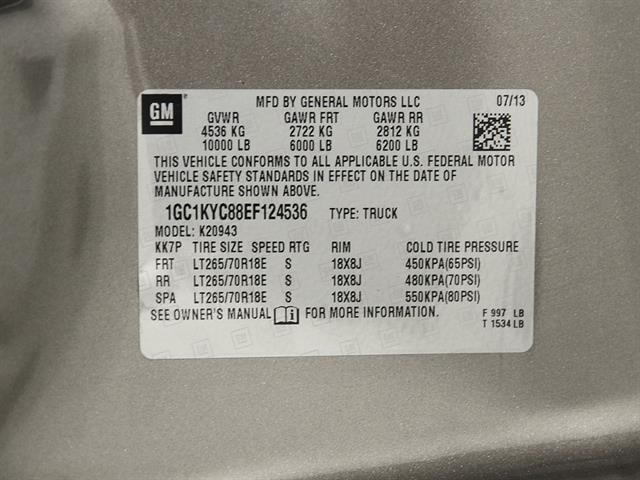 GM MFD BY GENERAL MOTORS LLC 07/13
GVWR GAWR FRT GAWR RR
4536 KG 2722 KG 2812 KG
10000 LB 6000 LB 6200 LB
THIS VEHICLE CONFORMS TO ALL APPLICABLE U.S. FEDERAL MOTOR
VEHICLE SAFETY STANDARDS IN EFFECT ON THE DATE OF
MANUFACTURE SHOWN ABOVE.
1GC1KYC88EF124536 TYPE: TRUCK
MODEL: K20943
KK7P TIRE SIZE SPEED RTG RIM COLD TIRE PRESSURE
FRT LT265/70R18E S 18X8J 450KPA(65PSI)
RR LT265/70R18E S 18X8J 480KPA(70PSI)
SPA LT265/70R18E S 18X8J 550KPA(80PSI)
SEE OWNER'S MANUAL FOR MORE INFORMATION.
F 997 LB
T 1534 LB